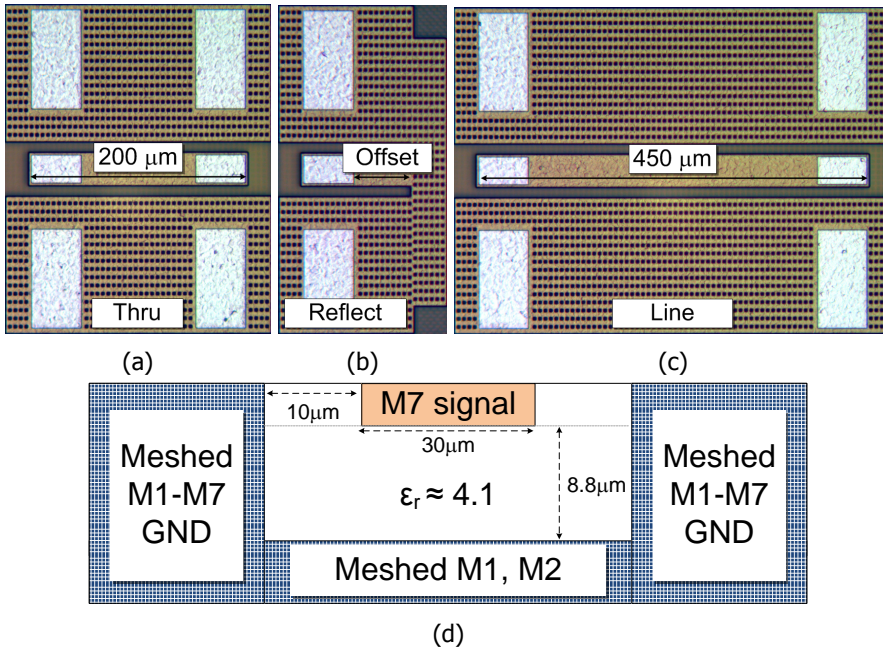 200 μm
Offset
450 μm
Thru
Reflect
Line
(a)
(b)
(c)
10μm
M7 signal
30μm
Meshed
M1-M7
GND
εr ≈ 4.1
8.8μm
Meshed
M1-M7
GND
Meshed M1, M2
(d)